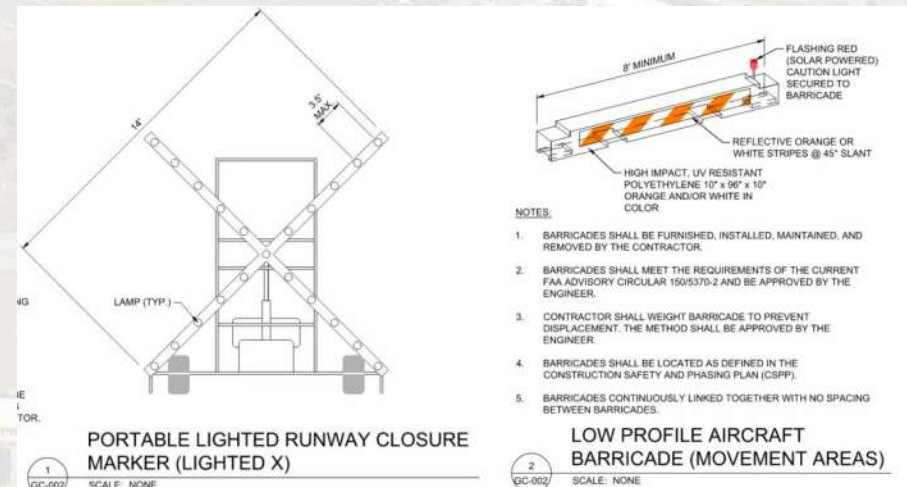 14'
3.5'
MAX
LAMP (TYP.)
NG
TOR.
PORTABLE LIGHTED RUNWAY CLOSURE
MARKER (LIGHTED X)
1
GC-002
SCALE: NONE
8' MINIMUM
FLASHING RED
(SOLAR POWERED)
CAUTION LIGHT
SECURED TO
BARRICADE
REFLECTIVE ORANGE OR
WHITE STRIPES @ 45° SLANT
HIGH IMPACT, UV RESISTANT
POLYETHYLENE 10" x 96" x 10"
ORANGE AND/OR WHITE IN
COLOR
NOTES:
1. BARRICADES SHALL BE FURNISHED, INSTALLED, MAINTAINED, AND
REMOVED BY THE CONTRACTOR.
2. BARRICADES SHALL MEET THE REQUIREMENTS OF THE CURRENT
FAA ADVISORY CIRCULAR 150/5370-2 AND BE APPROVED BY THE
ENGINEER.
3. CONTRACTOR SHALL WEIGHT BARRICADE TO PREVENT
DISPLACEMENT. THE METHOD SHALL BE APPROVED BY THE
ENGINEER.
4. BARRICADES SHALL BE LOCATED AS DEFINED IN THE
CONSTRUCTION SAFETY AND PHASING PLAN (CSPP).
5. BARRICADES CONTINUOUSLY LINKED TOGETHER WITH NO SPACING
BETWEEN BARRICADES.
LOW PROFILE AIRCRAFT
BARRICADE (MOVEMENT AREAS)
2
GC-002
SCALE: NONE